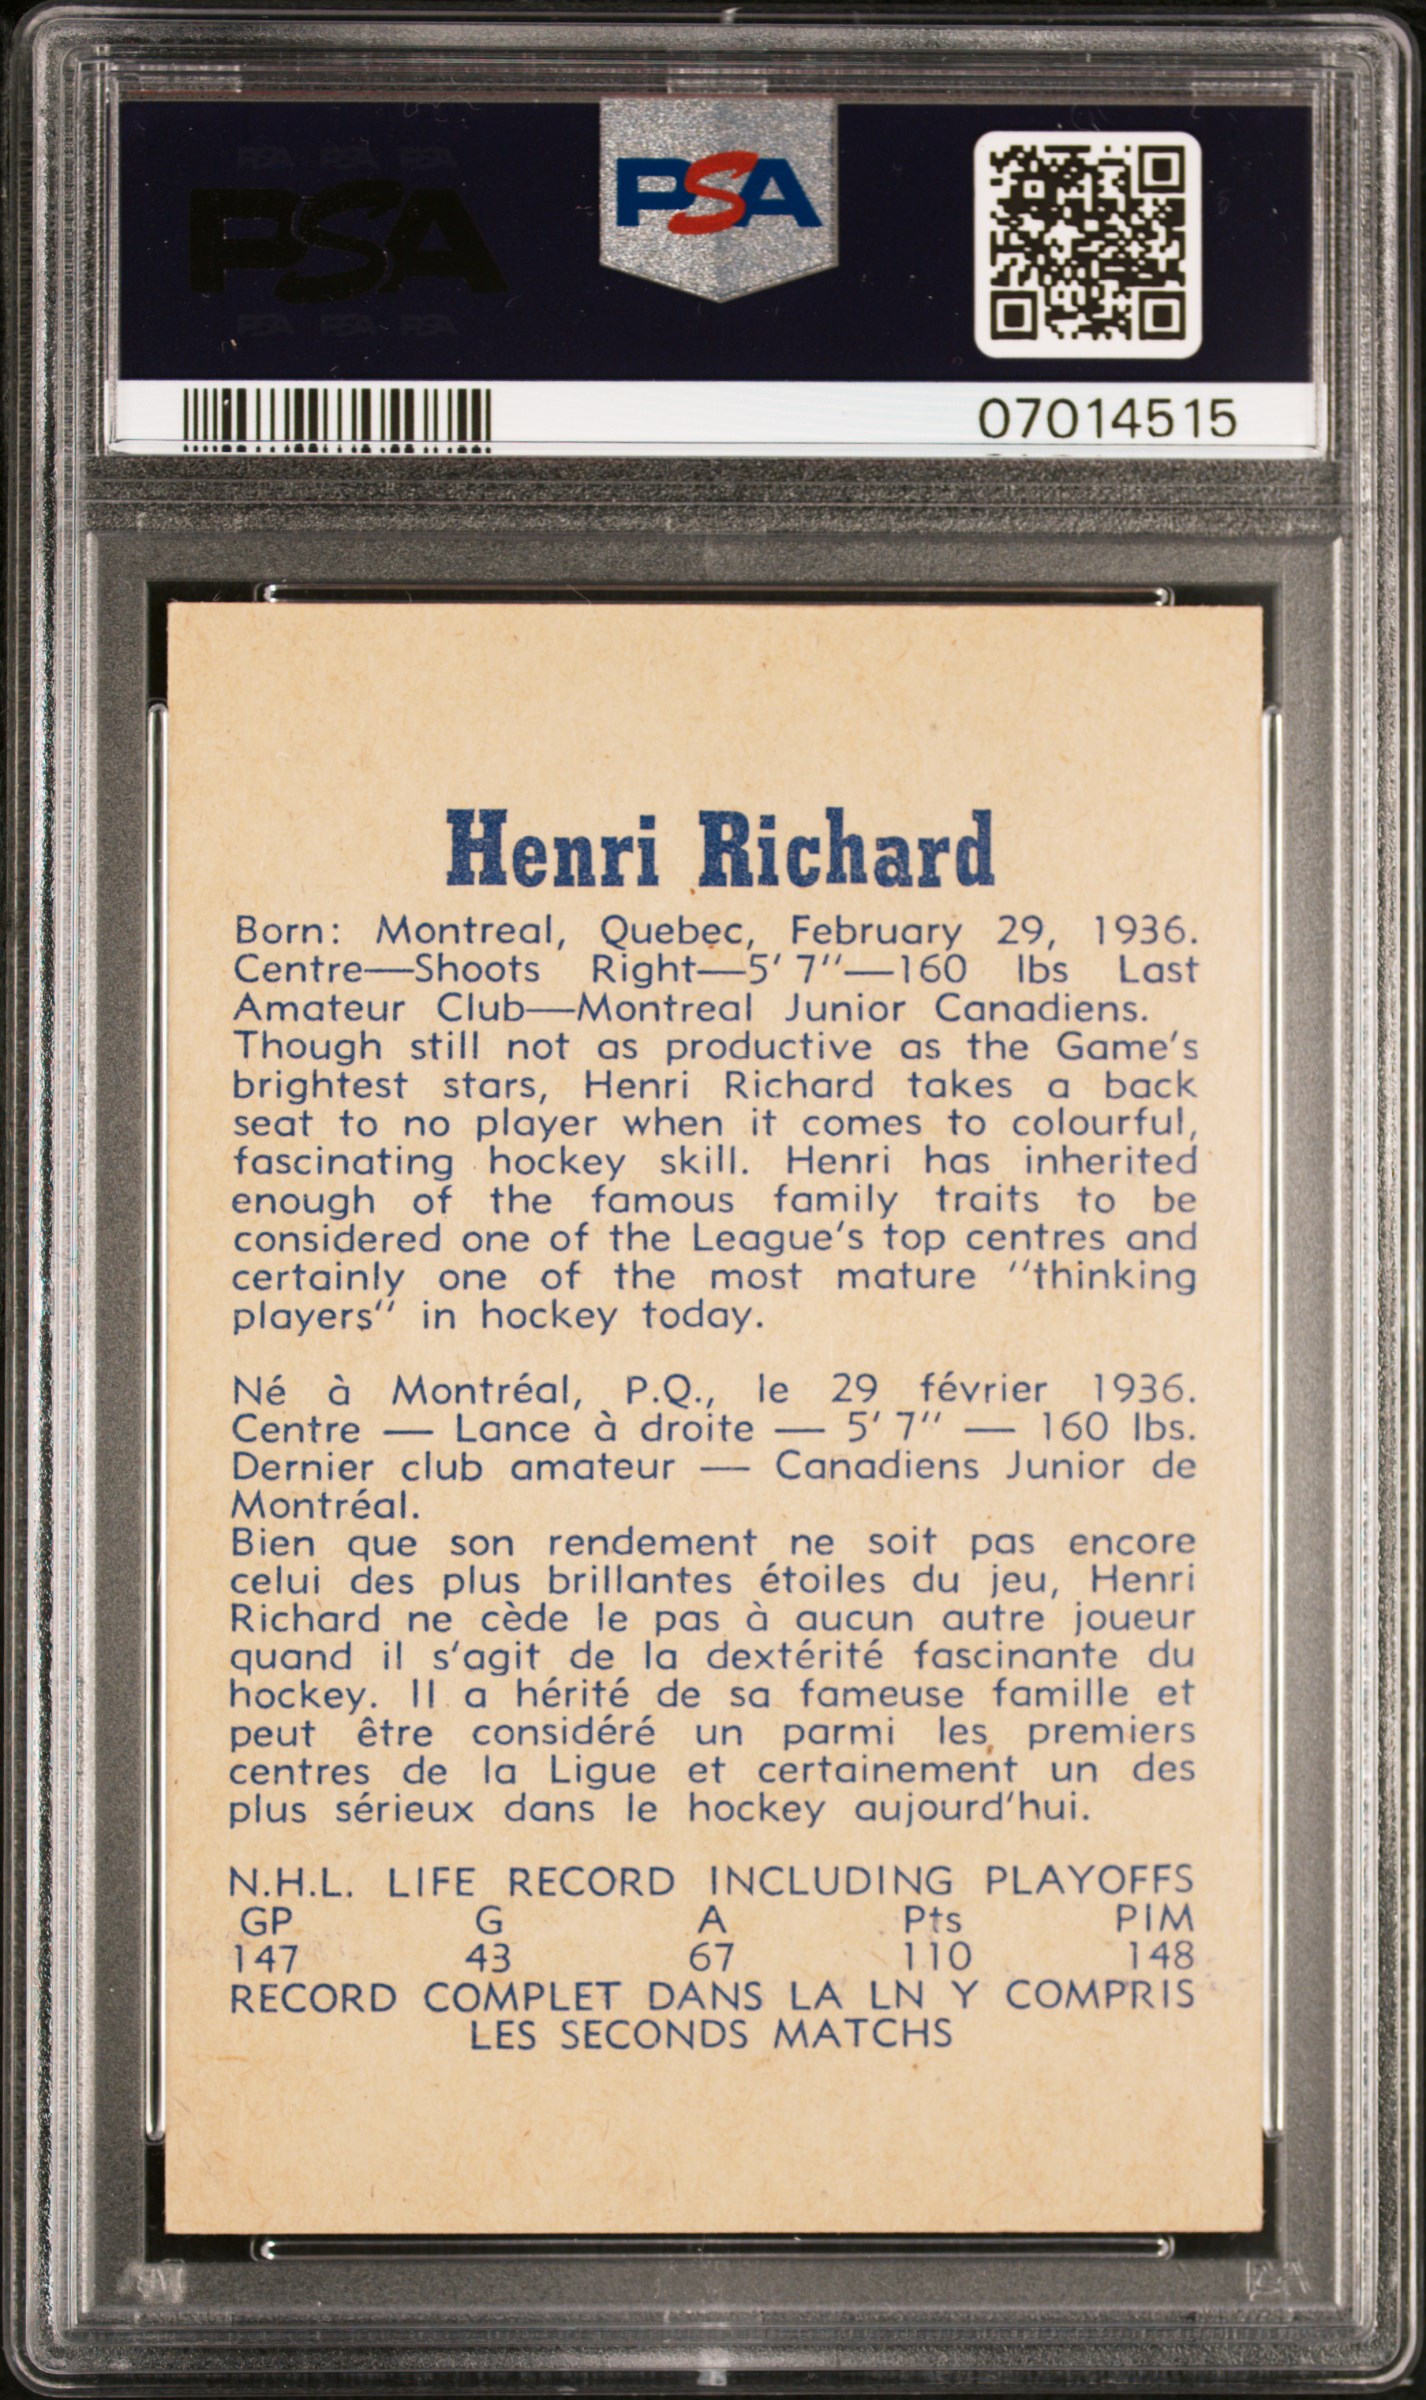 PSA PSA PSA
PSA
PSA PSA PSA
PSA
07014515
Henri Richard
Born: Montreal, Quebec, February 29, 1936.
Centre—Shoots Right—5' 7"—160 lbs Last
Amateur Club—Montreal Junior Canadiens.
Though still not as productive as the Game's
brightest stars, Henri Richard takes a back
seat to no player when it comes to colourful,
fascinating hockey skill. Henri has inherited
enough of the famous family traits to be
considered one of the League's top centres and
certainly one of the most mature "thinking
players" in hockey today.
Né à Montréal, P.Q., le 29 février 1936.
Centre — Lance à droite — 5' 7" — 160 lbs.
Dernier club amateur — Canadiens Junior de
Montréal.
Bien que son rendement ne soit pas encore
celui des plus brillantes étoiles du jeu, Henri
Richard ne cède le pas à aucun autre joueur
quand il s'agit de la dextérité fascinante du
hockey. Il a hérité de sa fameuse famille et
peut être considéré un parmi les premiers
centres de la Ligue et certainement un des
plus sérieux dans le hockey aujourd'hui.
N.H.L. LIFE RECORD INCLUDING PLAYOFFS
GP G A Pts PIM
147 43 67 110 148
RECORD COMPLET DANS LA LN Y COMPRIS
LES SECONDS MATCHS